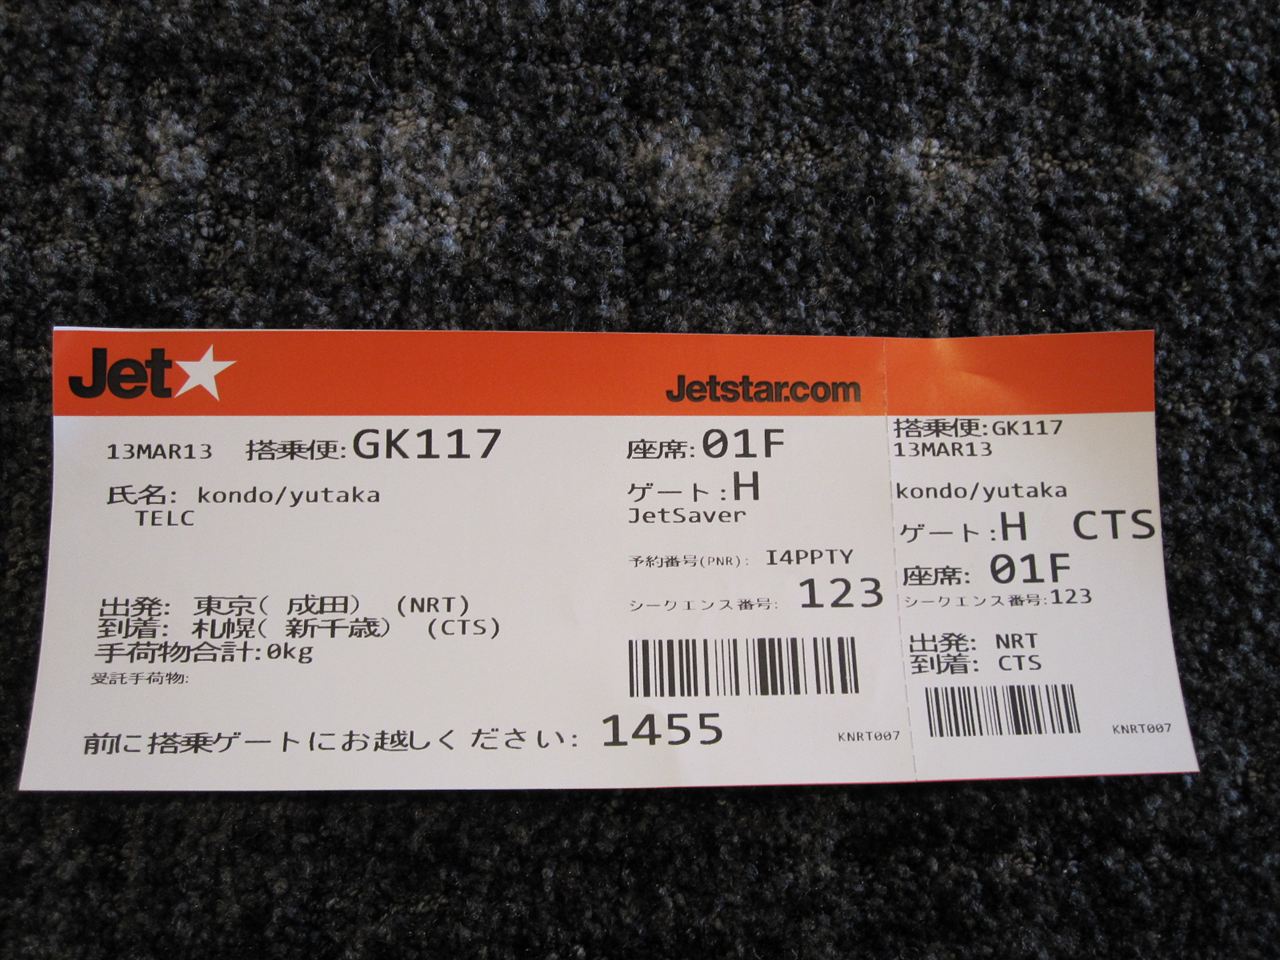 Jet
Jetstar.com
13MAR13 搭乗便:GK117
氏名: kondo/yutaka
TELC
出発: 東京( 成田) (NRT)
到着: 札幌( 新千歳) (CTS)
手荷物合計:0kg
受託手荷物:
前に搭乗ゲートにお越しください: 1455
座席:01F
ゲート:H
JetSaver
予約番号(PNR): I4PPTY
シークエンス番号: 123
KNRT007
搭乗便:GK117
13MAR13
kondo/yutaka
ゲート:H CTS
座席: 01F
シークエンス番号:123
出発: NRT
到着: CTS
KNRT007